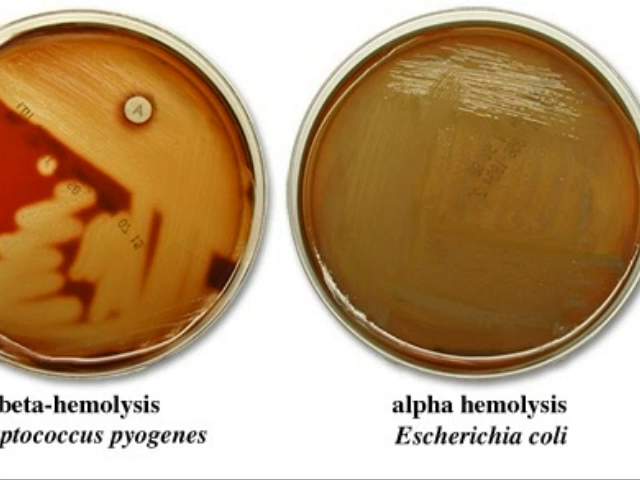 A
beta-hemolysis
ptococcus pyogenes
alpha hemolysis
Escherichia coli